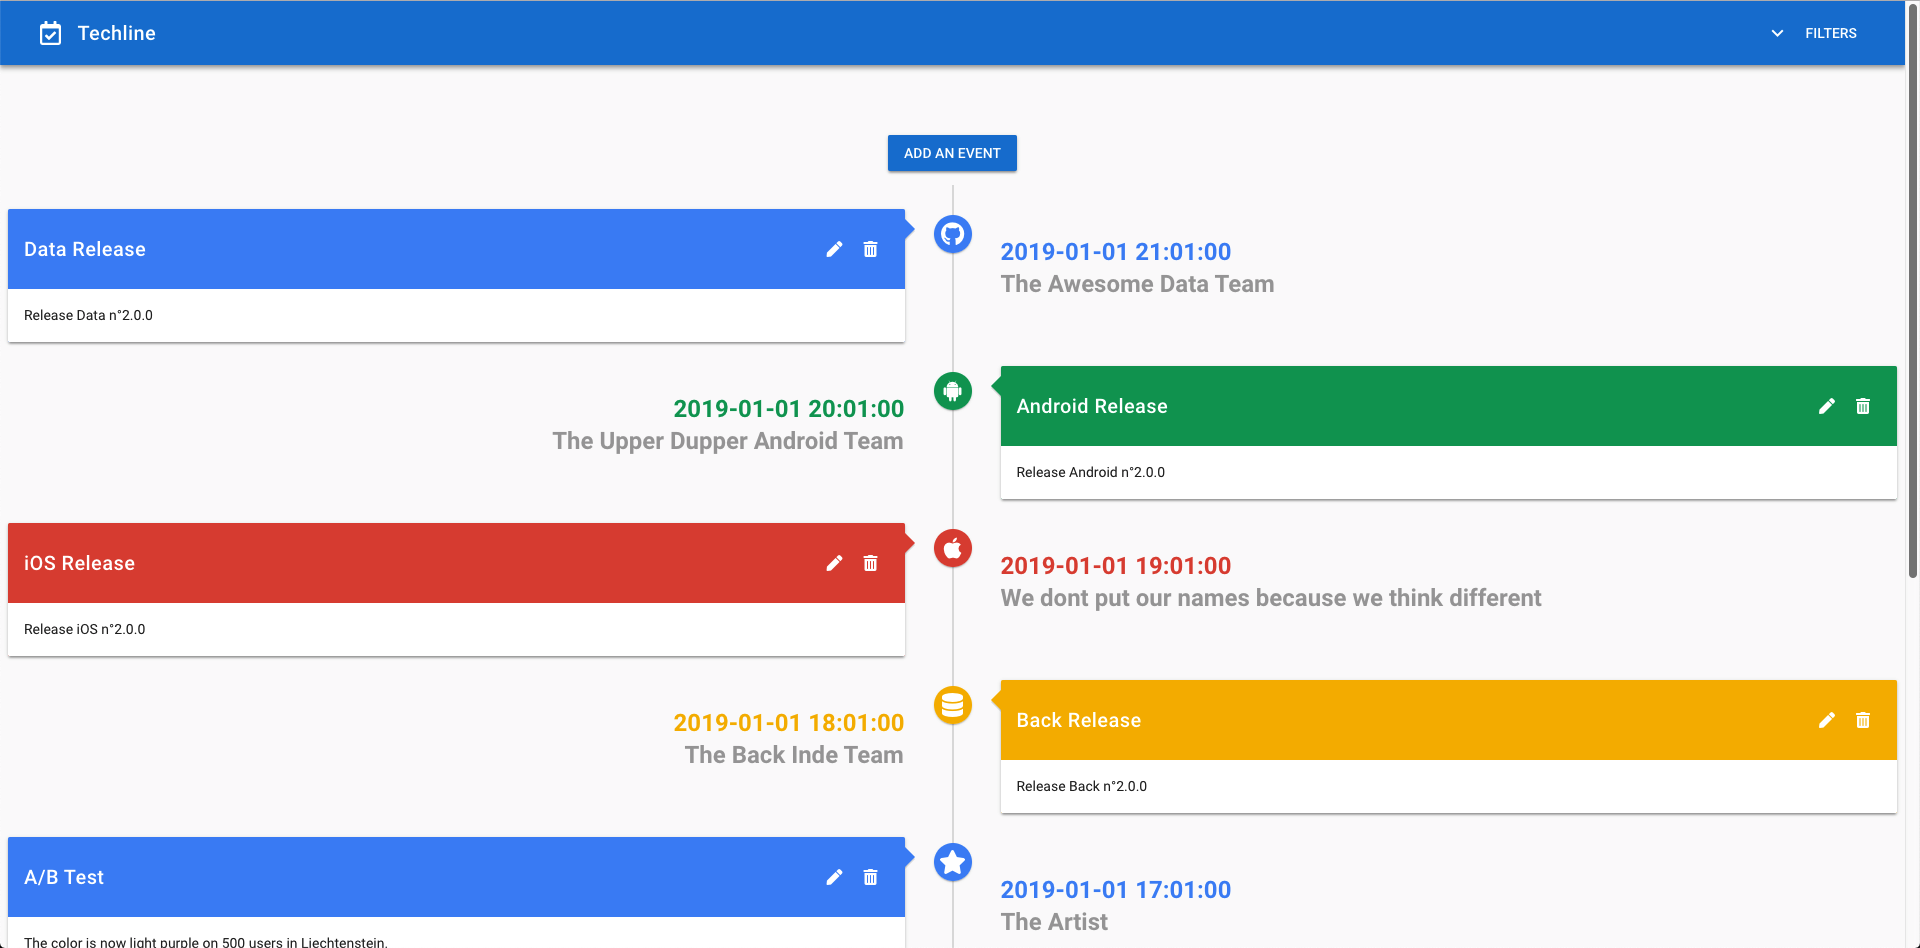 Techline
FILTERS
ADD AN EVENT
Data Release
2019-01-01 21:01:00
The Awesome Data Team
Release Data n°2.0.0
Android Release
2019-01-01 20:01:00
The Upper Dupper Android Team
Release Android n°2.0.0
iOS Release
2019-01-01 19:01:00
We dont put our names because we think different
Release iOS n°2.0.0
Back Release
2019-01-01 18:01:00
The Back Inde Team
Release Back n°2.0.0
A/B Test
2019-01-01 17:01:00
The Artist
The color is now light purple on 500 users in Liechtenstein.